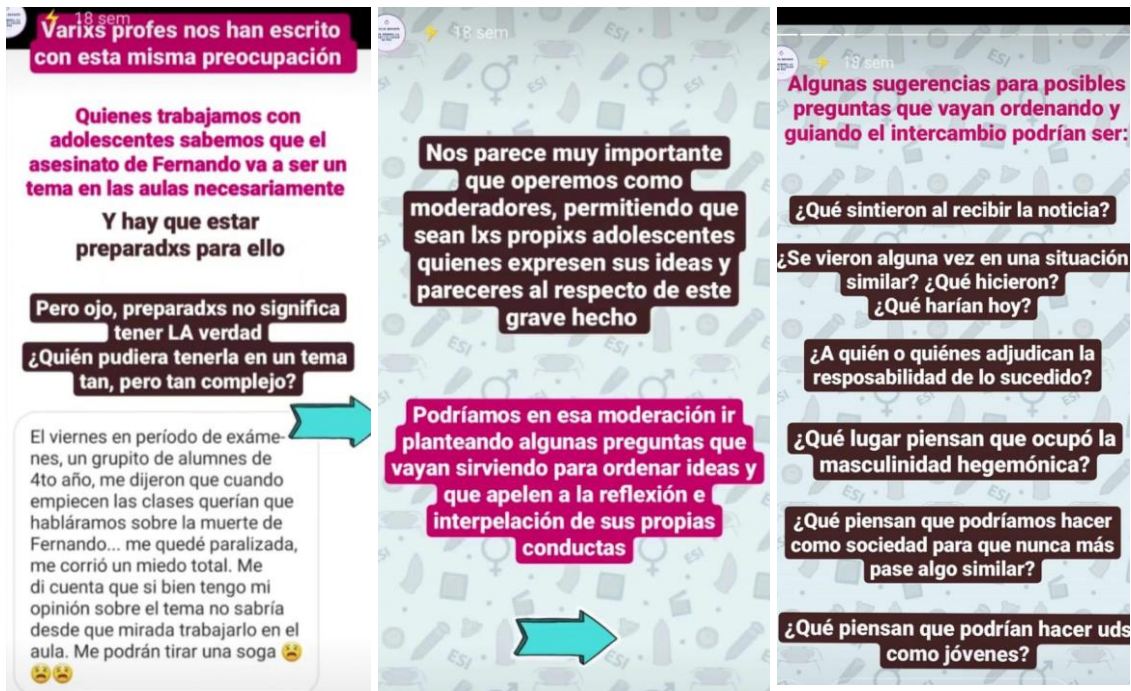 18 sem
Varixs profes nos han escrito
con esta misma preocupación
Quienes trabajamos con
adolescentes sabemos que el
asesinato de Fernando va a ser un
tema en las aulas necesariamente
Y hay que estar
preparadxs para ello
Pero ojo, preparadxs no significa
tener LA verdad
¿Quién pudiera tenerla en un tema
tan, pero tan complejo?
El viernes en período de exáme-
nes, un grupito de alumnes de
4to año, me dijeron que cuando
empiecen las clases querían que
habláramos sobre la muerte de
Fernando... me quedé paralizada,
me corrió un miedo total. Me
di cuenta que si bien tengo mi
opinión sobre el tema no sabría
desde que mirada trabajarlo en el
aula. Me podrán tirar una soga 😫
😫😫
18 sem
Nos parece muy importante
que operemos como
moderadores, permitiendo que
sean lxs propixs adolescentes
quienes expresen sus ideas y
pareceres al respecto de este
grave hecho
Podríamos en esa moderación ir
planteando algunas preguntas que
vayan sirviendo para ordenar ideas y
que apelen a la reflexión e
interpelación de sus propias
conductas
18 sem
Algunas sugerencias para posibles
preguntas que vayan ordenando y
guiando el intercambio podrían ser:
¿Qué sintieron al recibir la noticia?
¿Se vieron alguna vez en una situación
similar? ¿Qué hicieron?
¿Qué harían hoy?
¿A quién o quiénes adjudican la
resposabilidad de lo sucedido?
¿Qué lugar piensan que ocupó la
masculinidad hegemónica?
¿Qué piensan que podríamos hacer
como sociedad para que nunca más
pase algo similar?
¿Qué piensan que podrían hacer uds
como jóvenes?